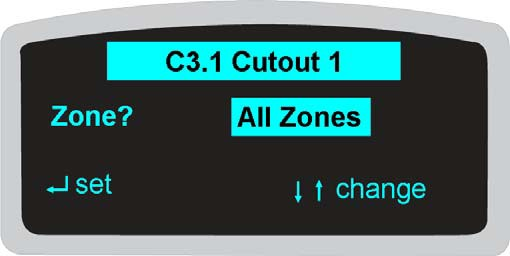 C3.1 Cutout 1
Zone? All Zones
↵ set ↓ ↑ change